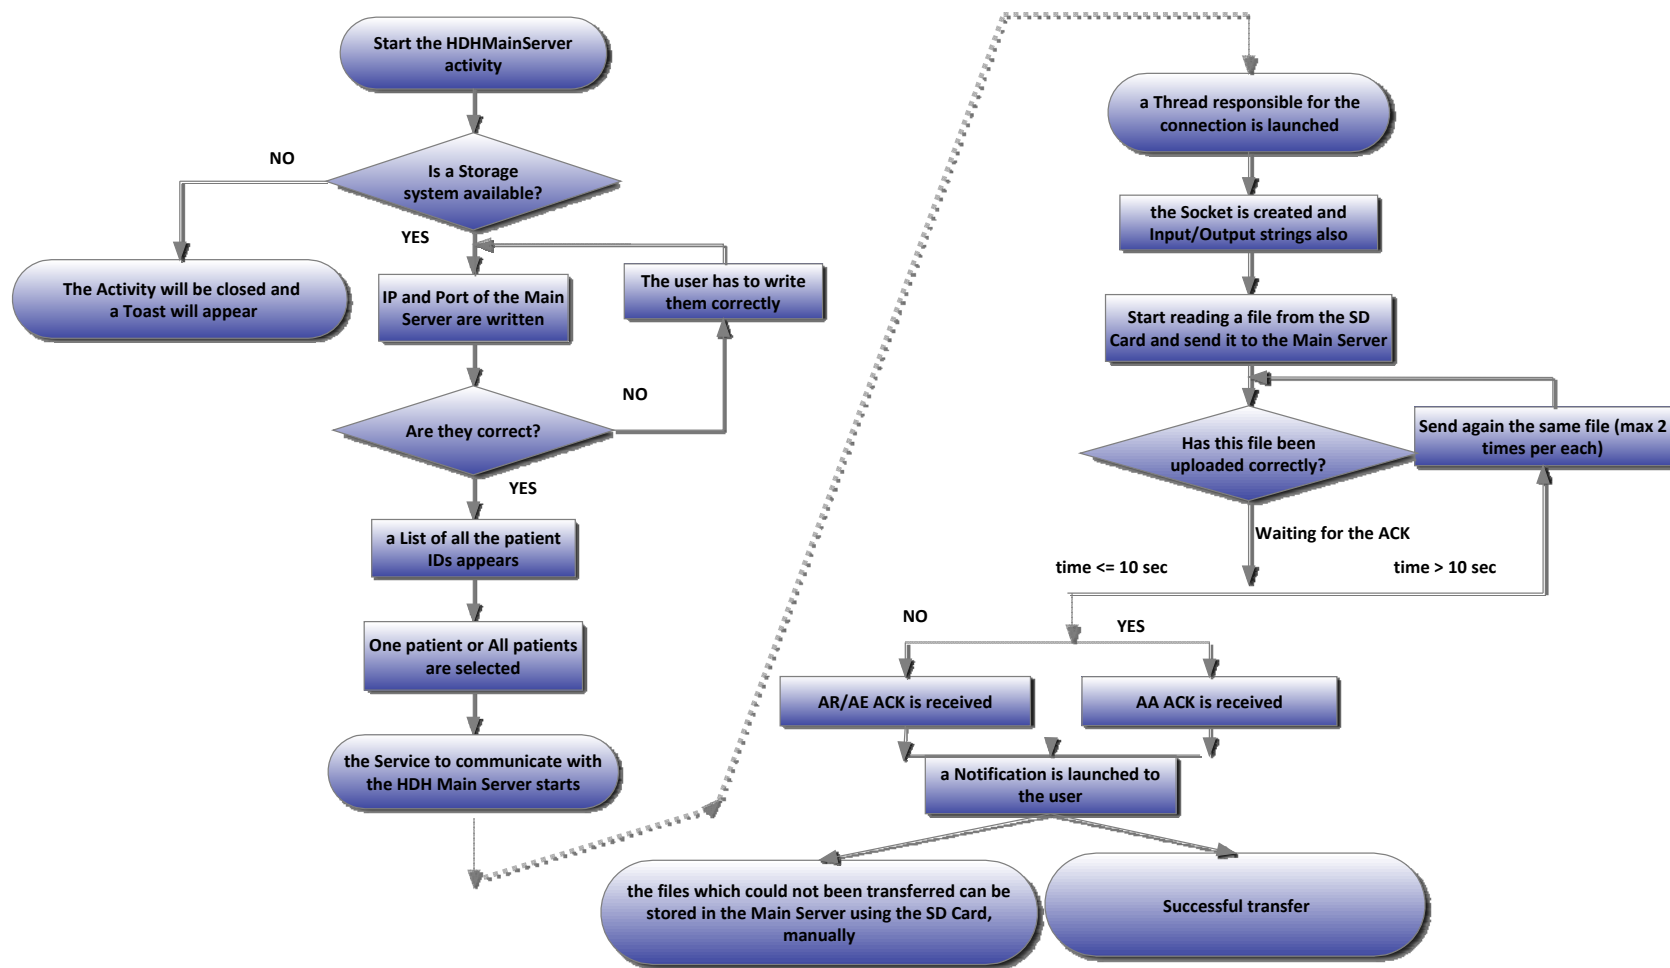 Start the HDHMainServer
activity
NO
Is a Storage
system available?
YES
The Activity will be closed and
a Toast will appear
IP and Port of the Main
Server are written
The user has to write
them correctly
NO
Are they correct?
YES
a List of all the patient
IDs appears
One patient or All patients
are selected
the Service to communicate with
the HDH Main Server starts
a Thread responsible for the
connection is launched
the Socket is created and
Input/Output strings also
Start reading a file from the SD
Card and send it to the Main Server
Has this file been
uploaded correctly?
Send again the same file (max 2
times per each)
Waiting for the ACK
time <= 10 sec
time > 10 sec
NO
YES
AR/AE ACK is received
AA ACK is received
a Notification is launched to
the user
the files which could not been transferred can be
stored in the Main Server using the SD Card,
manually
Successful transfer